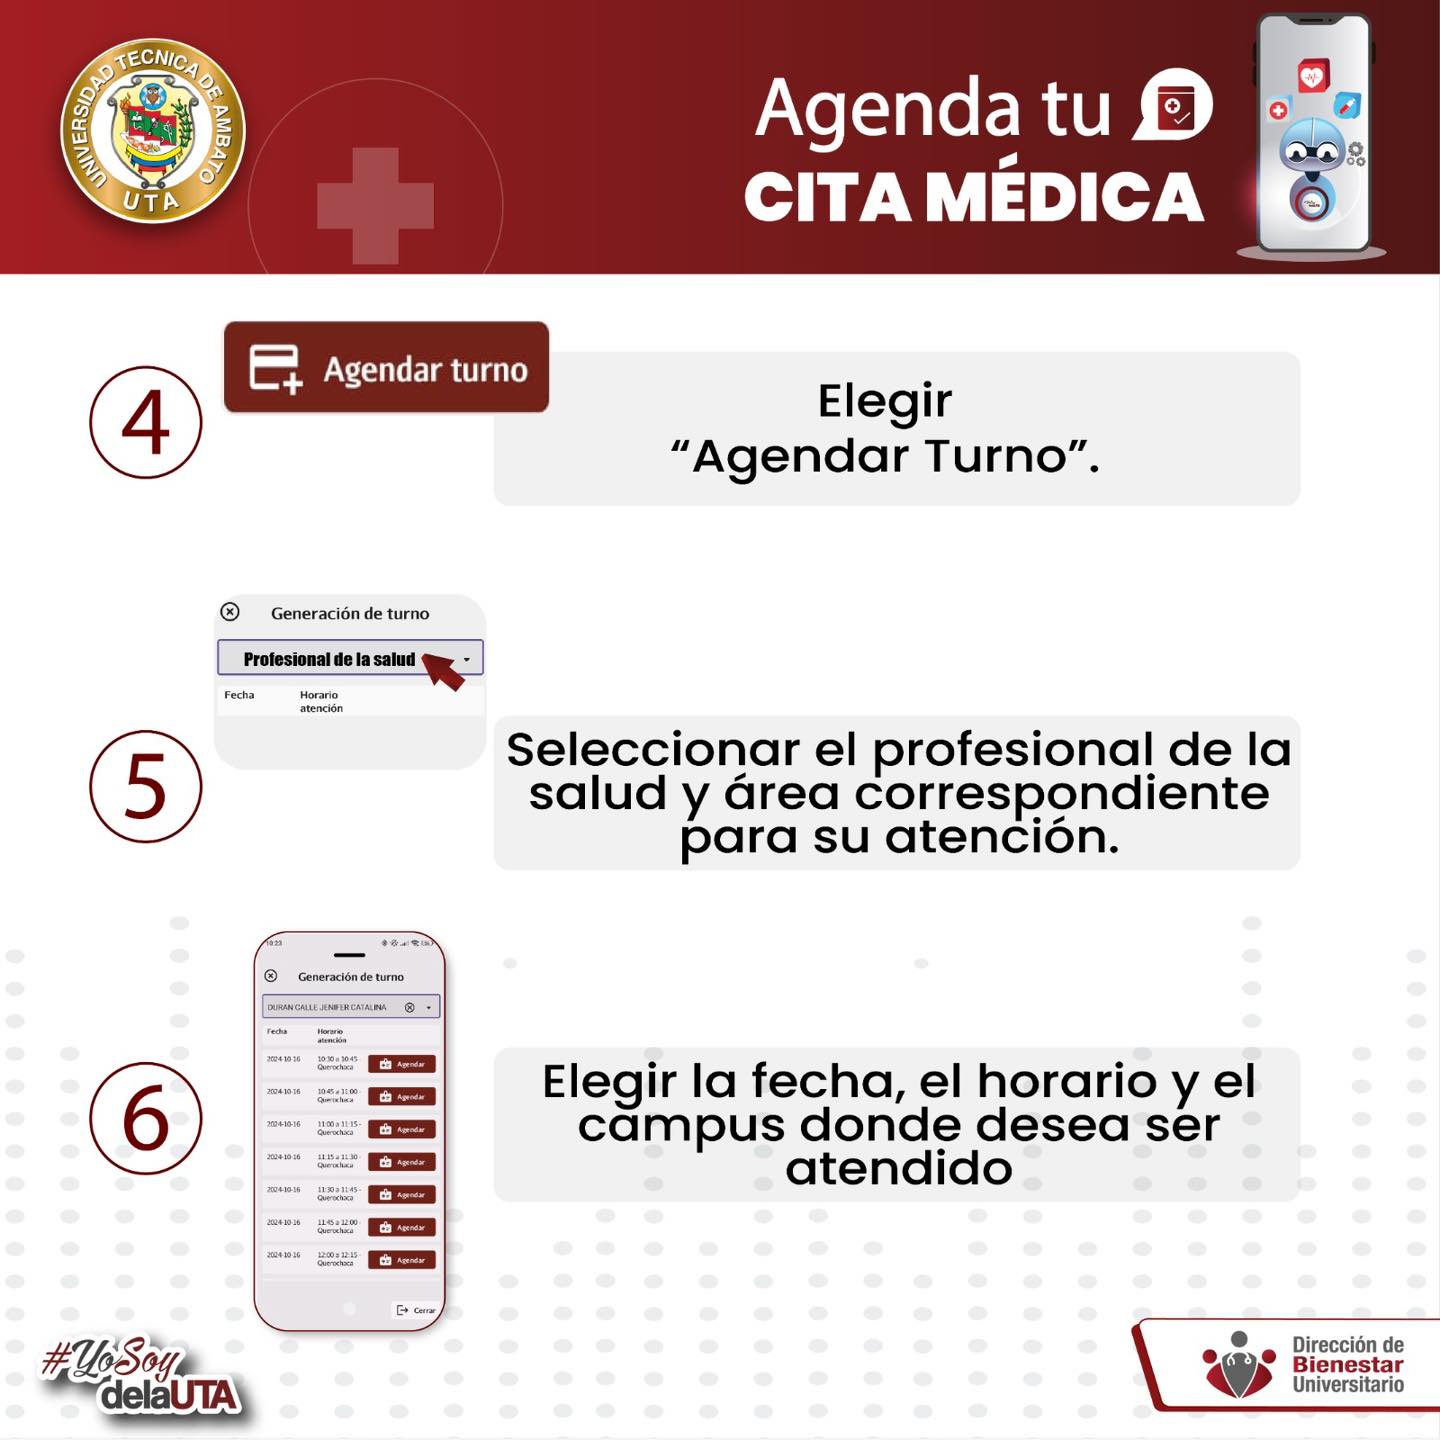 UNIVERSIDAD TECNICA DE AMBATO
UTA
Agenda tu
CITA MÉDICA
4
Agendar turno
Elegir
“Agendar Turno”.
5
Generación de turno
Profesional de la salud
Fecha
Horario
atención
Seleccionar el profesional de la
salud y área correspondiente
para su atención.
6
10:23
Generación de turno
DURAN CALLE JENIFER CATALINA
Fecha
Horario
atención
2024-10-16
10:30 a 10:45 -
Querochaca
Agendar
2024-10-16
10:45 a 11:00 -
Querochaca
Agendar
2024-10-16
11:00 a 11:15 -
Querochaca
Agendar
2024-10-16
11:15 a 11:30 -
Querochaca
Agendar
2024-10-16
11:30 a 11:45 -
Querochaca
Agendar
2024-10-16
11:45 a 12:00 -
Querochaca
Agendar
2024-10-16
12:00 a 12:15 -
Querochaca
Agendar
Cerrar
Elegir la fecha, el horario y el
campus donde desea ser
atendido
#YoSoy
delaUTA
Dirección de
Bienestar
Universitario